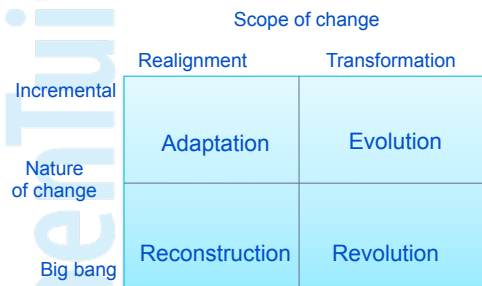 Scope of change
Realignment Transformation
Incremental
Adaptation Evolution
Nature
of change
Reconstruction Revolution
Big bang